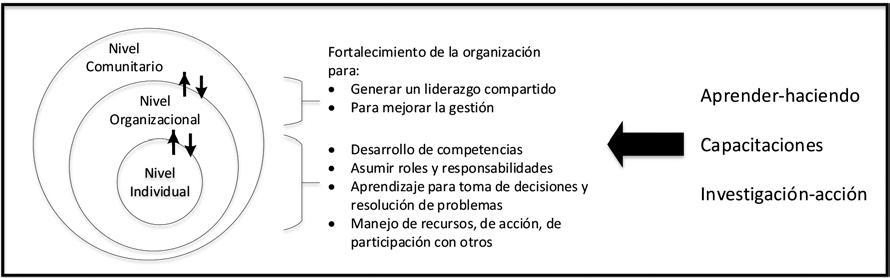 Nivel
Comunitario
Nivel
Organizacional
Nivel
Individual
Fortalecimiento de la organización
para:
• Generar un liderazgo compartido
• Para mejorar la gestión
• Desarrollo de competencias
• Asumir roles y responsabilidades
• Aprendizaje para toma de decisiones y
resolución de problemas
• Manejo de recursos, de acción, de
participación con otros
Aprender-haciendo
Capacitaciones
Investigación-acción